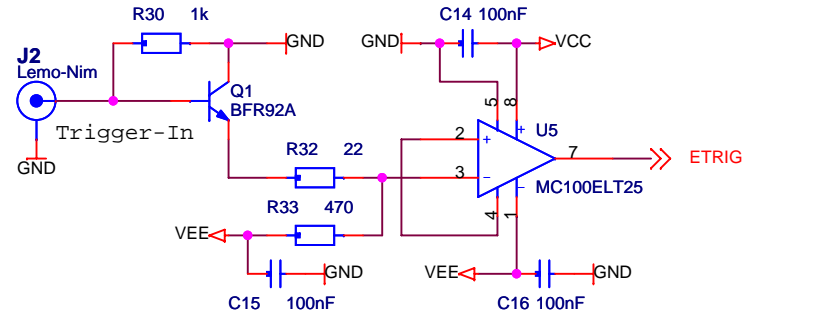 R30 1k
C14 100nF
GND
GND
VCC
J2
Lemo-Nim
Q1
BFR92A
5
8
U5
Trigger-In
2
+
+
7
ETRIG
GND
R32 22
3
-
-
MC100ELT25
R33 470
4
1
VEE
GND
VEE
GND
C15 100nF
C16 100nF